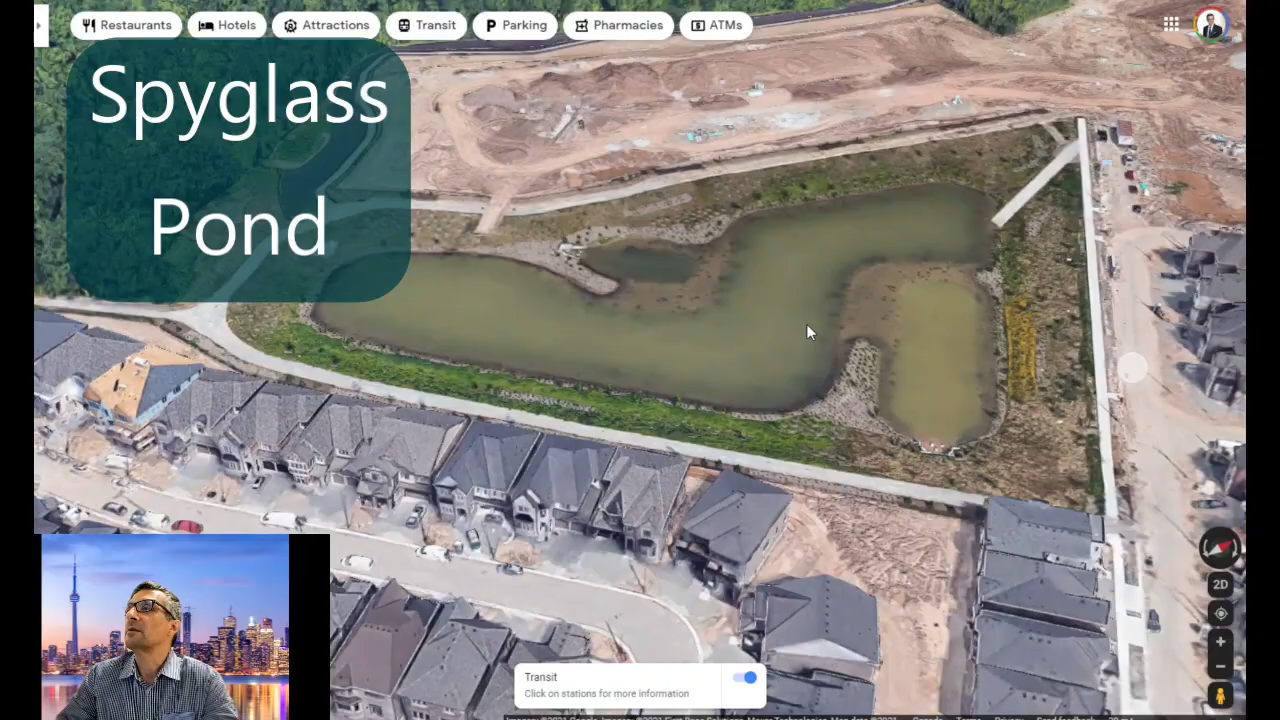 Restaurants
Hotels
Attractions
Transit
P Parking
Pharmacies
ATMs
Spyglass
Pond
2D
+
−
Transit
Click on stations for more information